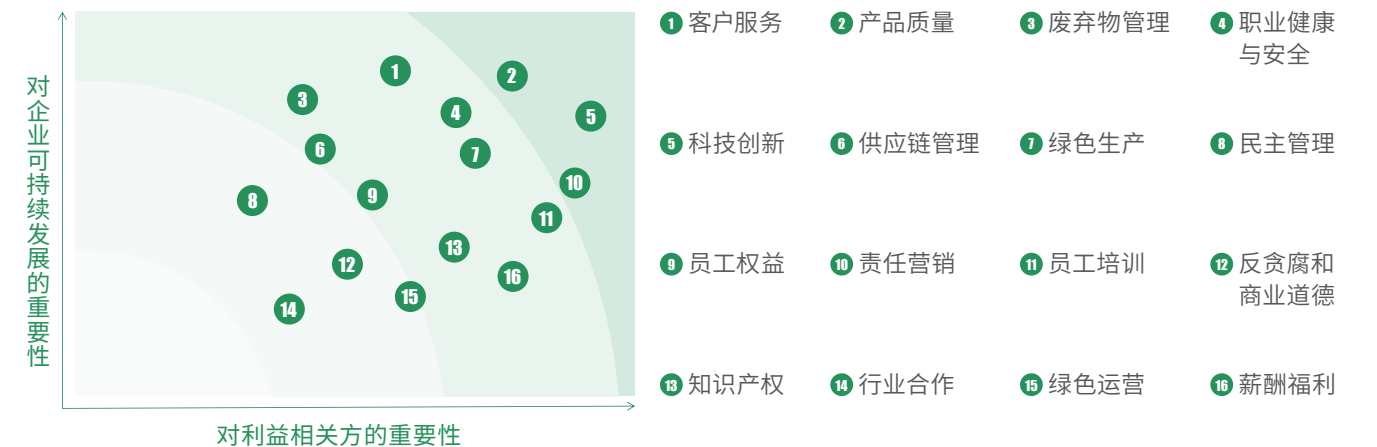 对企业可持续发展的重要性
1
2
3
4
5
6
7
8
9
10
11
12
13
14
15
16
对利益相关方的重要性
1 客户服务
2 产品质量
3 废弃物管理
4 职业健康
与安全
5 科技创新
6 供应链管理
7 绿色生产
8 民主管理
9 员工权益
10 责任营销
11 员工培训
12 反贪腐和
商业道德
13 知识产权
14 行业合作
15 绿色运营
16 薪酬福利